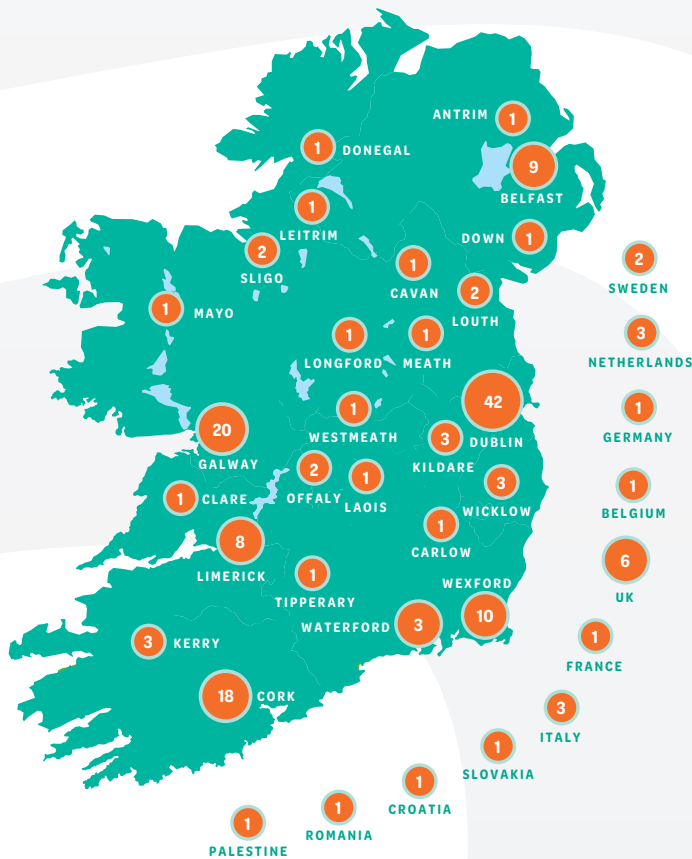 ANTRIM
1
1
DONEGAL
9
BELFAST
1
LEITRIM
DOWN
1
2
SLIGO
1
CAVAN
2
SWEDEN
2
LOUTH
1
MAYO
1
LONGFORD
1
MEATH
3
NETHERLANDS
42
DUBLIN
1
WESTMEATH
1
GERMANY
20
GALWAY
3
KILDARE
2
OFFALY
1
LAOIS
3
WICKLOW
1
BELGIUM
1
CLARE
1
CARLOW
8
LIMERICK
6
UK
1
TIPPERARY
WEXFORD
10
WATERFORD
3
3
KERRY
1
FRANCE
18
CORK
3
ITALY
1
SLOVAKIA
1
CROATIA
1
ROMANIA
1
PALESTINE